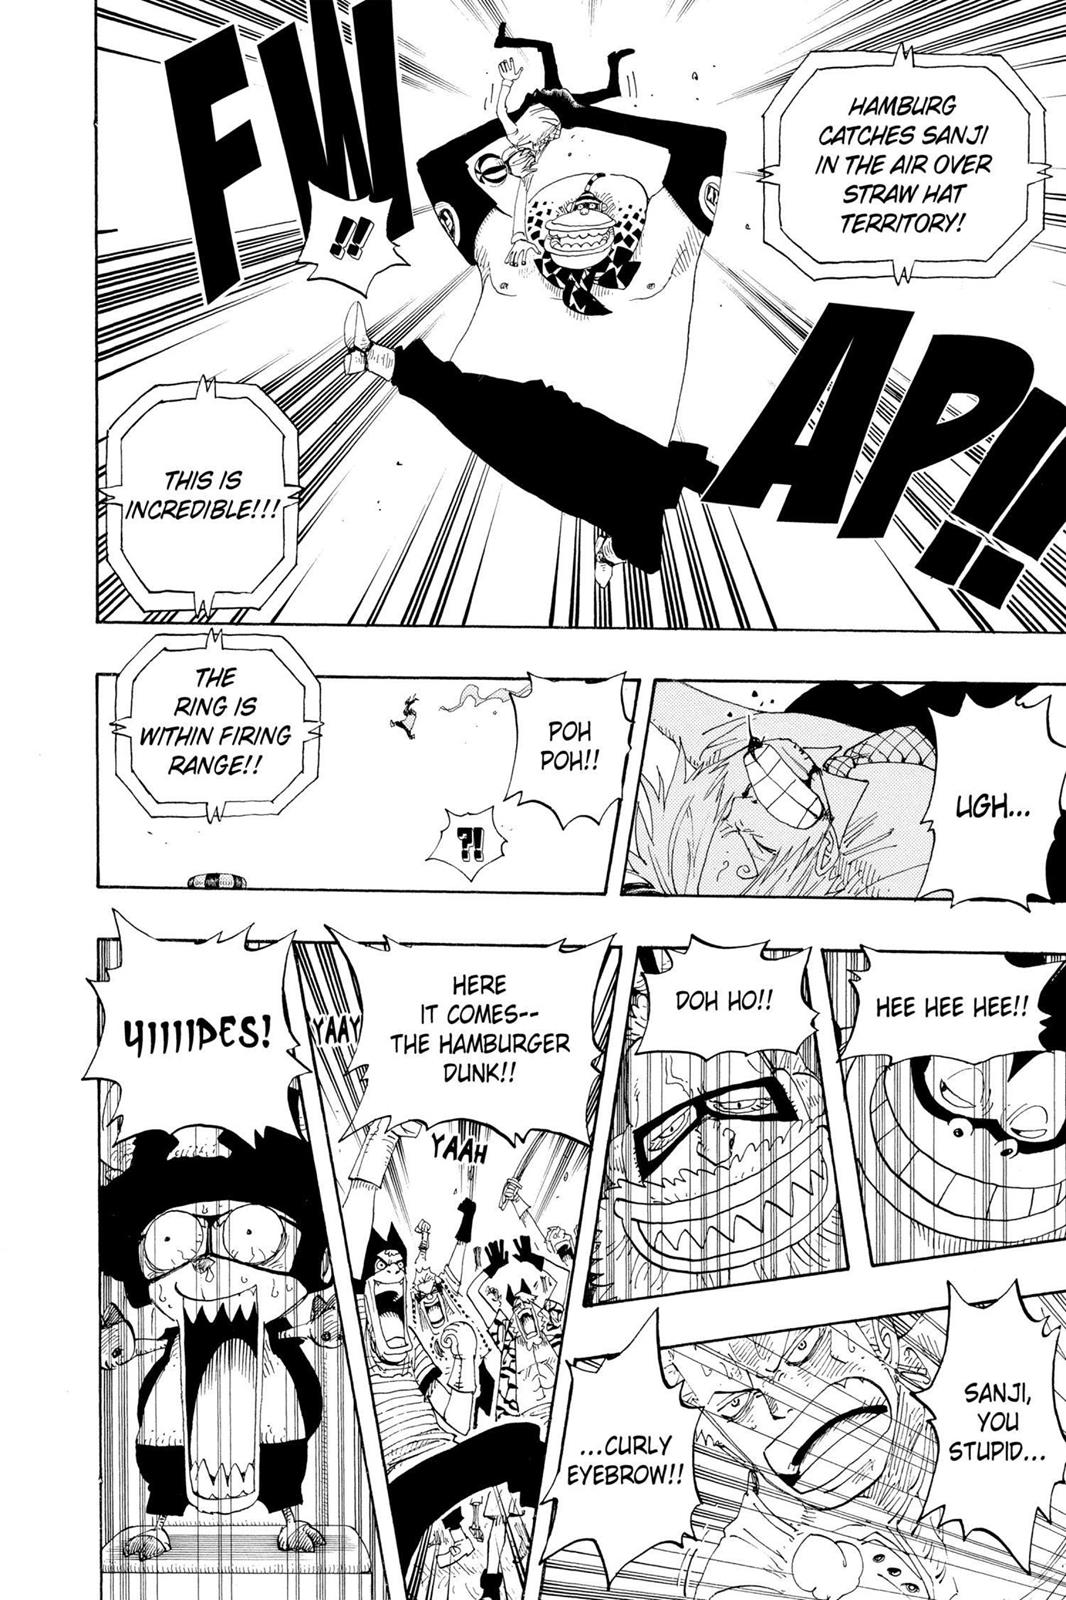 HAMBURG
CATCHES SANJI
IN THE AIR OVER
STRAW HAT
TERRITORY!
FW
!!
AP!!
THIS IS
INCREDIBLE!!!
UGH...
POH
POH!!
?!
THE
RING IS
WITHIN FIRING
RANGE!!
HEE HEE HEE!!
DOH HO!!
HERE
IT COMES--
THE HAMBURGER
DUNK!!
YAAY
YAAH
YIIIIPES!
SANJI,
YOU
STUPID...
...CURLY
EYEBROW!!